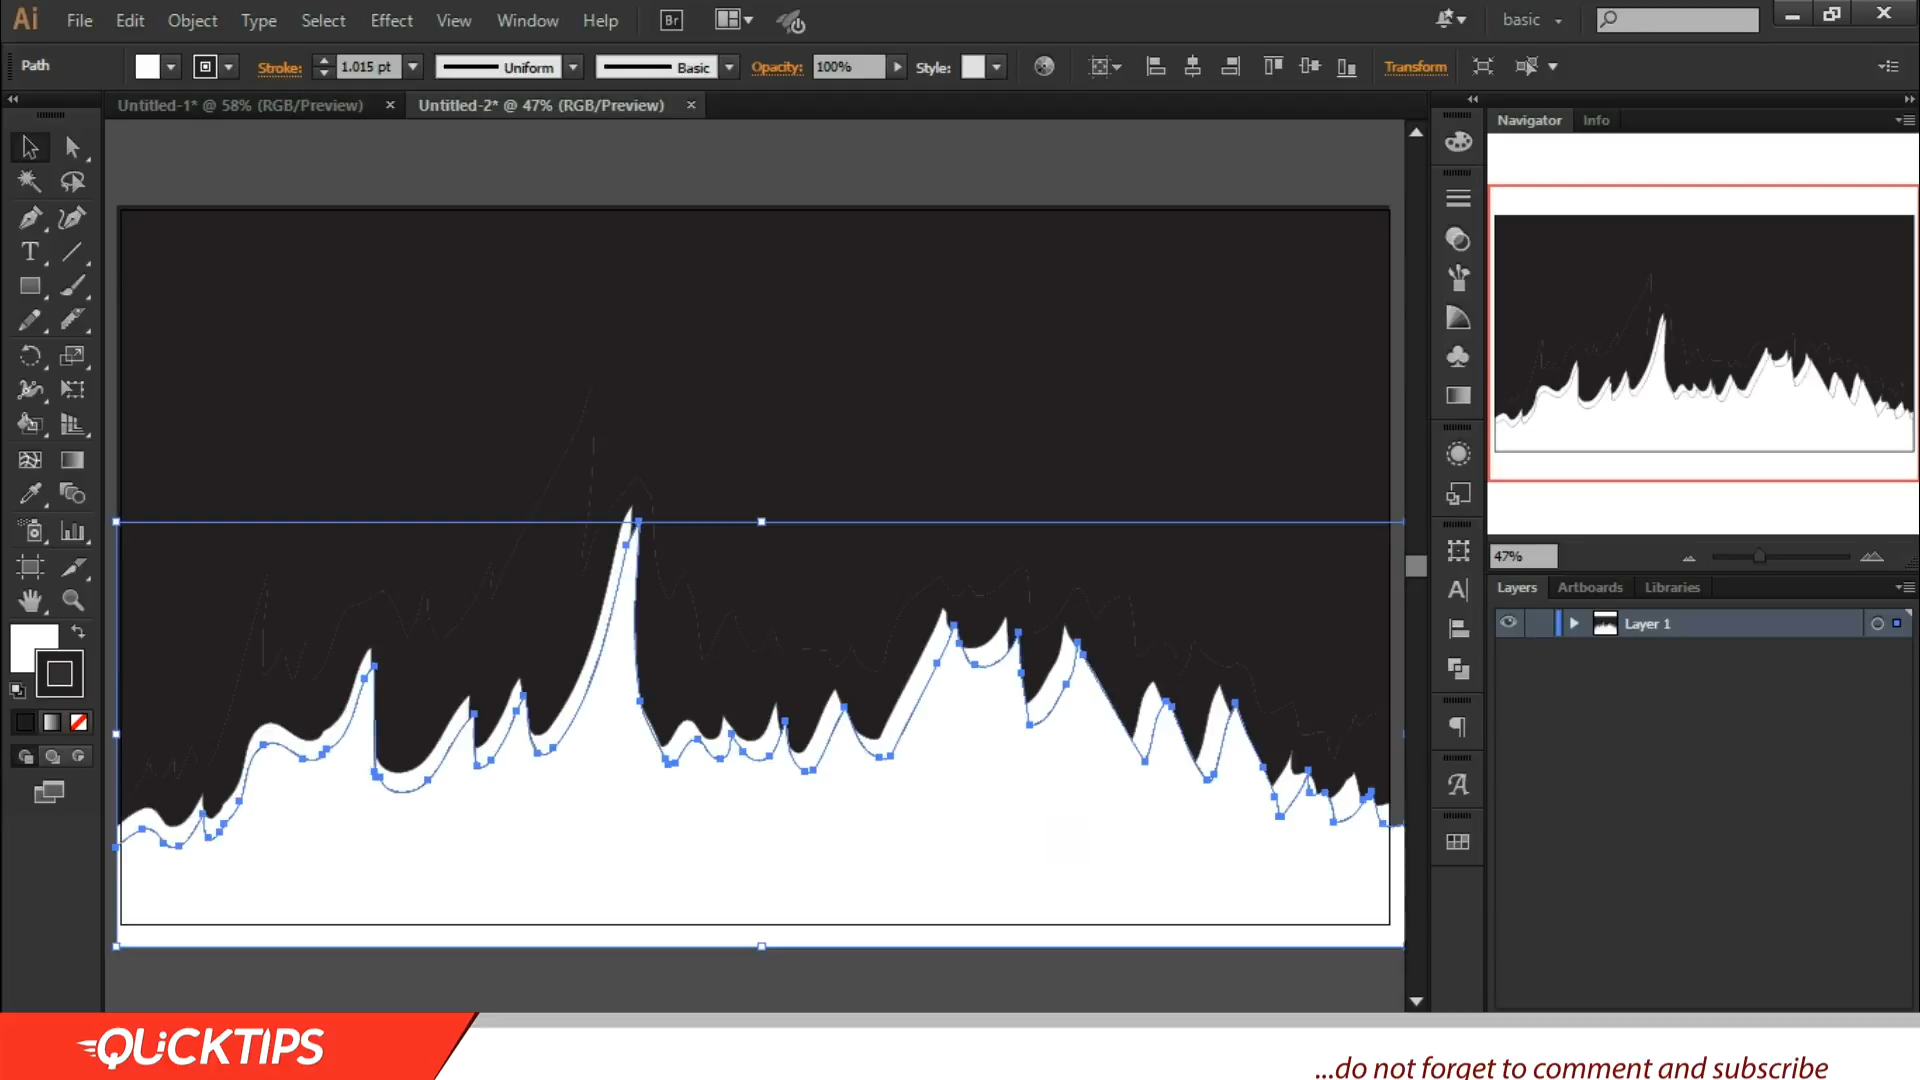 Ai File Edit Object Type Select Effect View Window Help Br basic
Path Stroke: 1.015 pt Uniform Basic Opacity: 100% Style: Transform
Untitled-1* @ 58% (RGB/Preview) × Untitled-2* @ 47% (RGB/Preview) ×
Navigator Info
47%
Layers Artboards Libraries
Layer 1
QUiCKTIPS
...do not forget to comment and subscribe